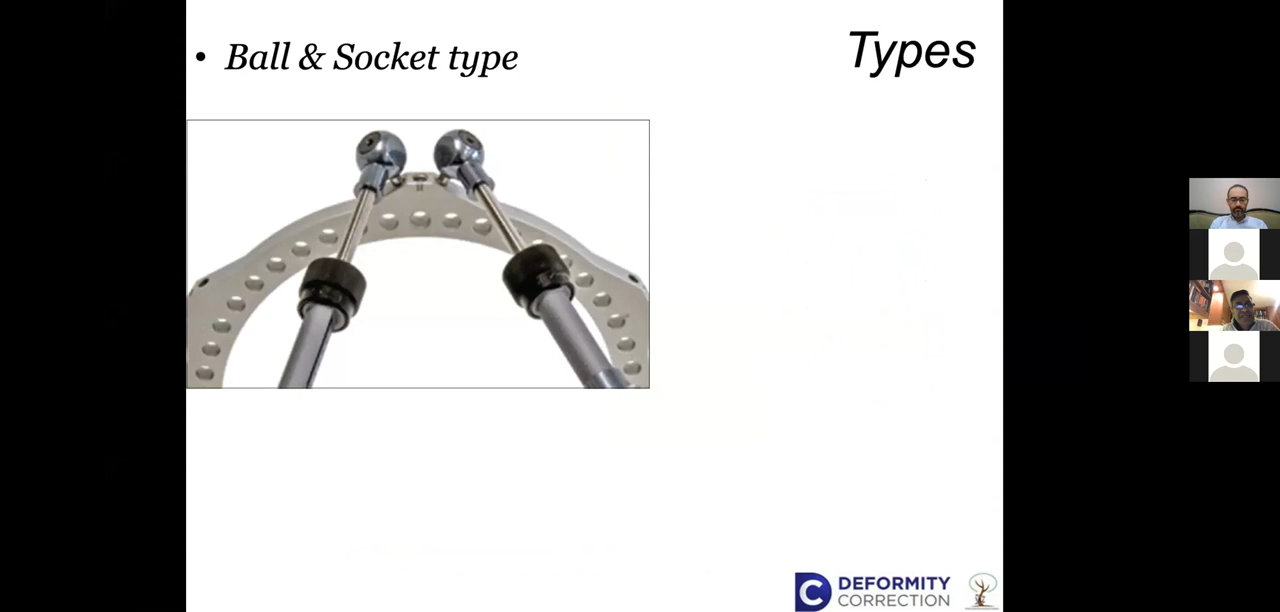 • Ball & Socket type
Types
DEFORMITY
CORRECTION